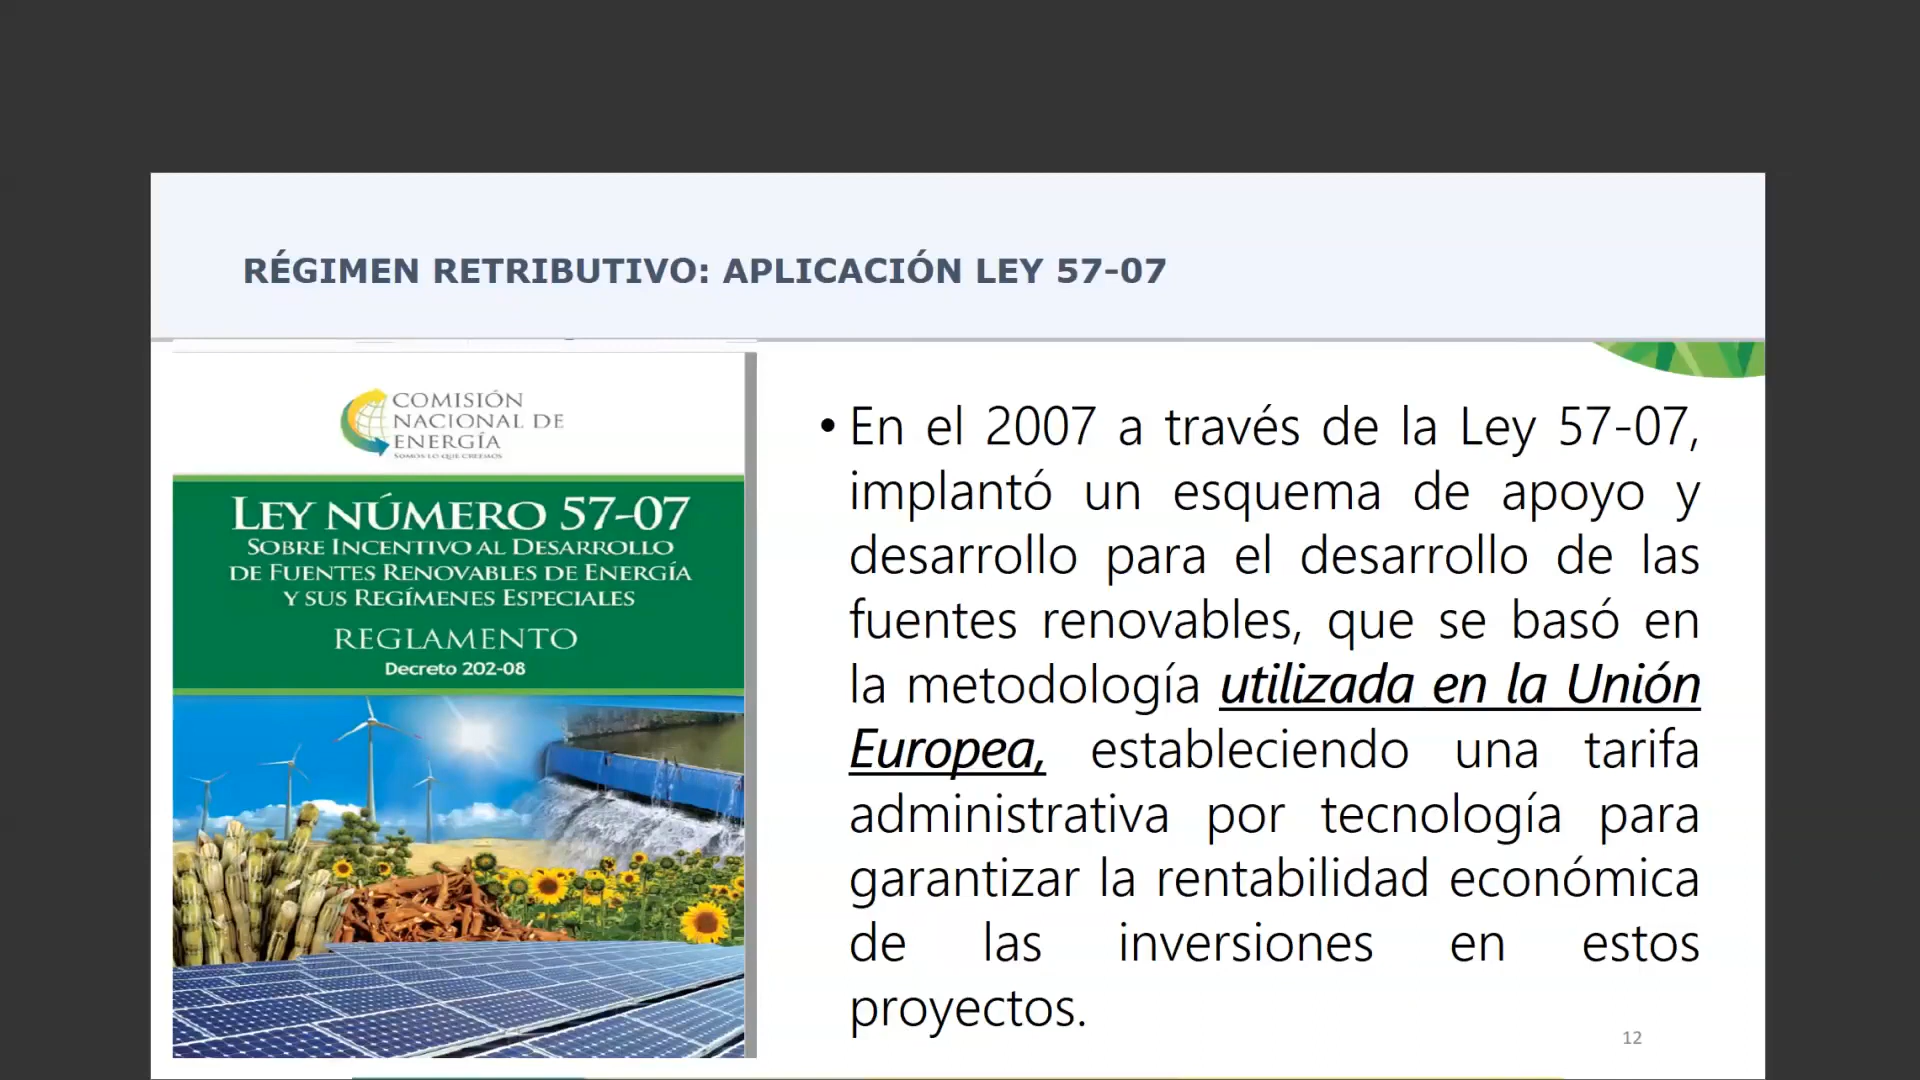 RÉGIMEN RETRIBUTIVO: APLICACIÓN LEY 57-07
COMISIÓN
NACIONAL DE
ENERGÍA
SOMOS LO QUE CREEMOS
LEY NÚMERO 57-07
SOBRE INCENTIVO AL DESARROLLO
DE FUENTES RENOVABLES DE ENERGÍA
Y SUS REGÍMENES ESPECIALES
REGLAMENTO
Decreto 202-08
• En el 2007 a través de la Ley 57-07,
implantó un esquema de apoyo y
desarrollo para el desarrollo de las
fuentes renovables, que se basó en
la metodología utilizada en la Unión
Europea, estableciendo una tarifa
administrativa por tecnología para
garantizar la rentabilidad económica
de las inversiones en estos
proyectos.
12